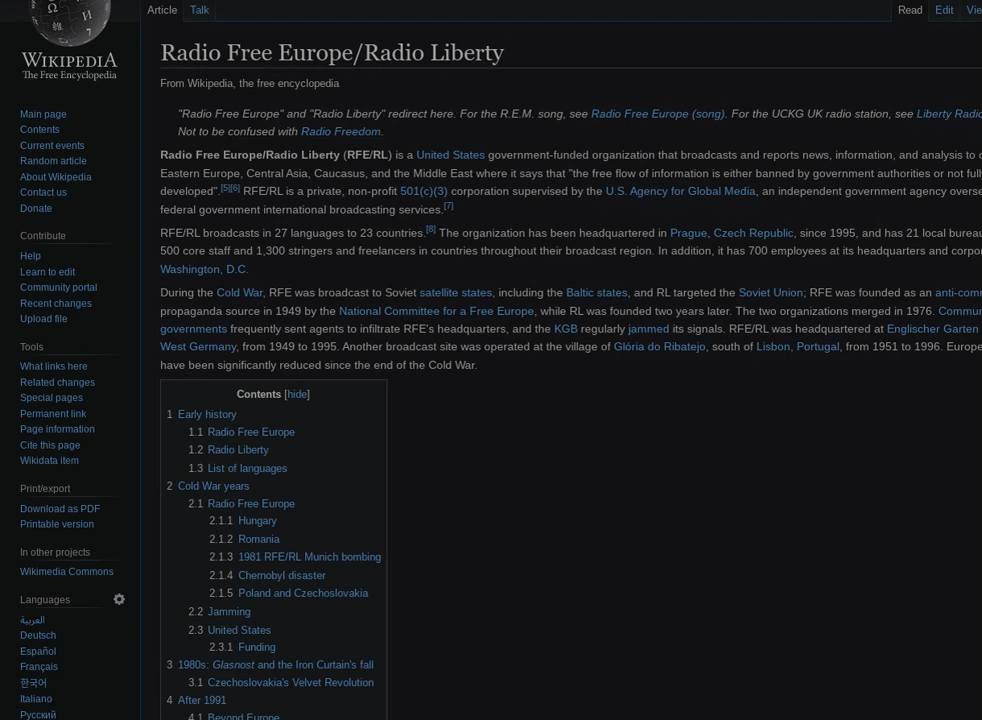 WIKIPEDIA
The Free Encyclopedia
Main page
Contents
Current events
Random article
About Wikipedia
Contact us
Donate
Contribute
Help
Learn to edit
Community portal
Recent changes
Upload file
Tools
What links here
Related changes
Special pages
Permanent link
Page information
Cite this page
Wikidata item
Print/export
Download as PDF
Printable version
In other projects
Wikimedia Commons
Languages
العربية
Deutsch
Español
Français
한국어
Italiano
Русский
Article Talk
Read Edit
Radio Free Europe/Radio Liberty
From Wikipedia, the free encyclopedia
"Radio Free Europe" and "Radio Liberty" redirect here. For the R.E.M. song, see Radio Free Europe (song). For the UCKG UK radio station, see Liberty Radio
Not to be confused with Radio Freedom.
Radio Free Europe/Radio Liberty (RFE/RL) is a United States government-funded organization that broadcasts and reports news, information, and analysis to
Eastern Europe, Central Asia, Caucasus, and the Middle East where it says that "the free flow of information is either banned by government authorities or not full
developed".[5][6] RFE/RL is a private, non-profit 501(c)(3) corporation supervised by the U.S. Agency for Global Media, an independent government agency overse
federal government international broadcasting services.[7]
RFE/RL broadcasts in 27 languages to 23 countries.[8] The organization has been headquartered in Prague, Czech Republic, since 1995, and has 21 local bureau
500 core staff and 1,300 stringers and freelancers in countries throughout their broadcast region. In addition, it has 700 employees at its headquarters and corpor
Washington, D.C.
During the Cold War, RFE was broadcast to Soviet satellite states, including the Baltic states, and RL targeted the Soviet Union; RFE was founded as an anti-com
propaganda source in 1949 by the National Committee for a Free Europe, while RL was founded two years later. The two organizations merged in 1976. Commun
governments frequently sent agents to infiltrate RFE's headquarters, and the KGB regularly jammed its signals. RFE/RL was headquartered at Englischer Garten
West Germany, from 1949 to 1995. Another broadcast site was operated at the village of Glória do Ribatejo, south of Lisbon, Portugal, from 1951 to 1996. Europe
have been significantly reduced since the end of the Cold War.
Contents [hide]
1 Early history
1.1 Radio Free Europe
1.2 Radio Liberty
1.3 List of languages
2 Cold War years
2.1 Radio Free Europe
2.1.1 Hungary
2.1.2 Romania
2.1.3 1981 RFE/RL Munich bombing
2.1.4 Chernobyl disaster
2.1.5 Poland and Czechoslovakia
2.2 Jamming
2.3 United States
2.3.1 Funding
3 1980s: Glasnost and the Iron Curtain's fall
3.1 Czechoslovakia's Velvet Revolution
4 After 1991
4.1 Beyond Europe